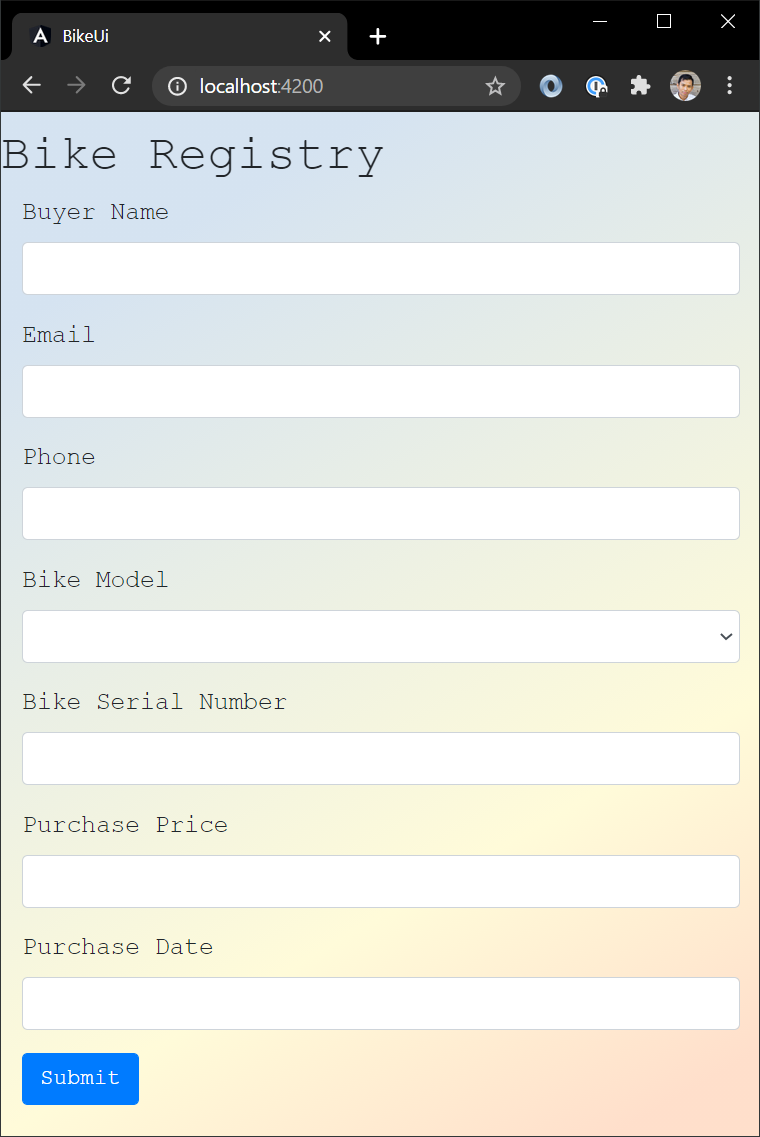 BikeUi
localhost:4200
Bike Registry
Buyer Name
Email
Phone
Bike Model
Bike Serial Number
Purchase Price
Purchase Date
Submit